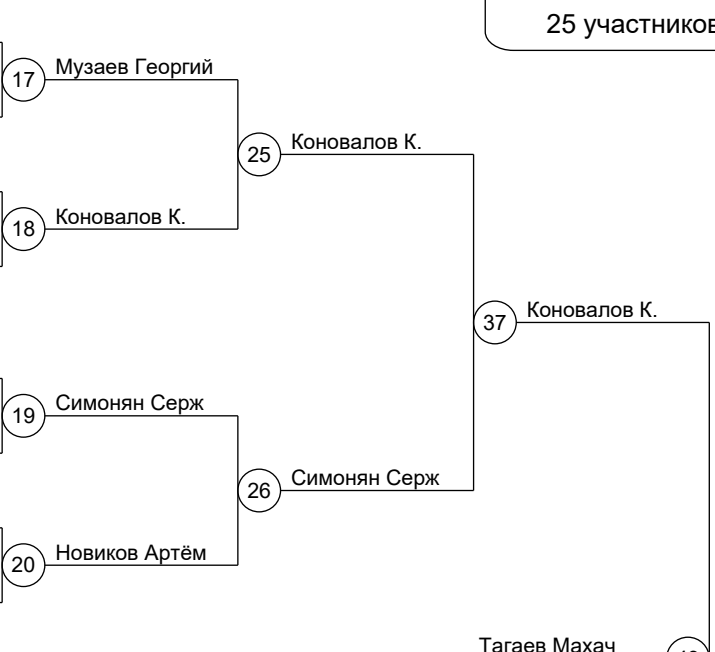 25 участников
17 Музаев Георгий
25 Коновалов К.
18 Коновалов К.
37 Коновалов К.
19 Симонян Серж
26 Симонян Серж
20 Новиков Артём
Тагаев Махач